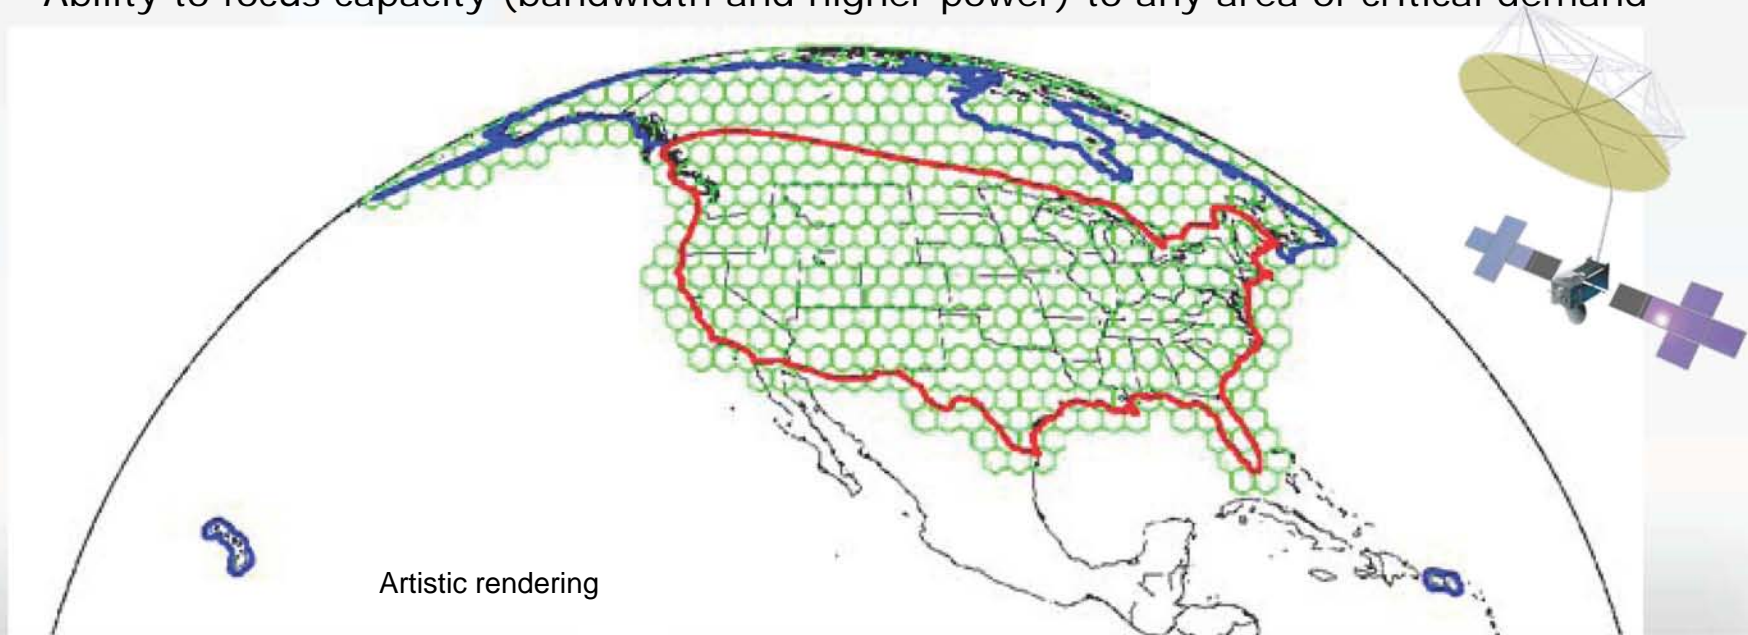 Ability to focus capacity (bandwidth and higher power) to any area of critical demand
Artistic rendering